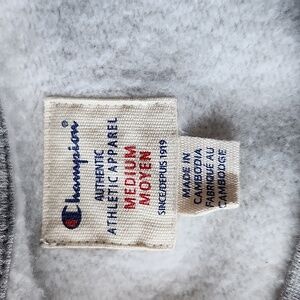 Champion
AUTHENTIC
ATHLETIC APPAREL
MEDIUM
MOYEN
SINCE/DEPUIS 1919
MADE IN
CAMBODIA
FABRIQUÉ AU
CAMBODGE